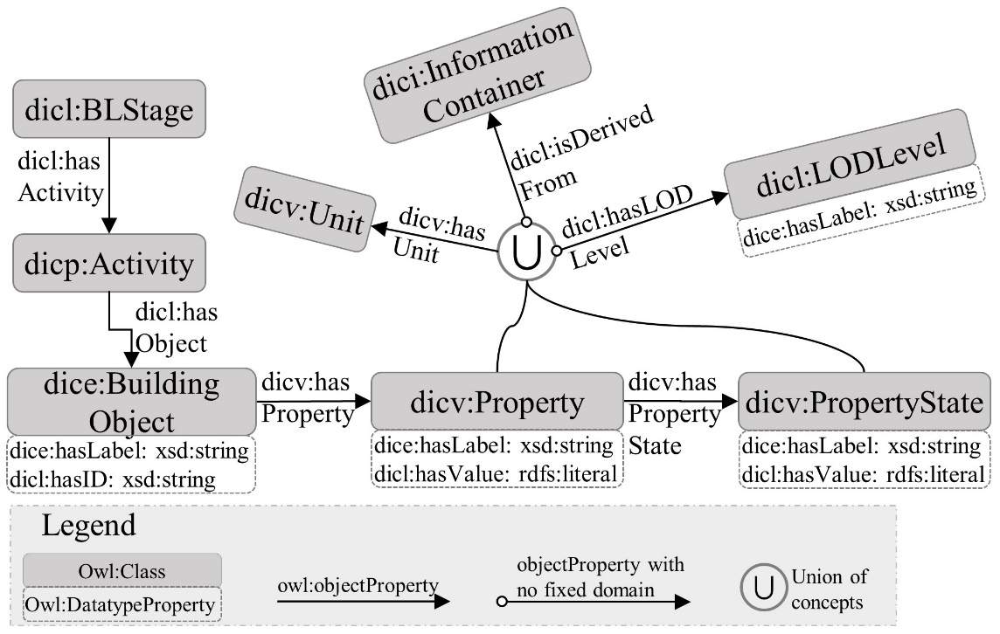 dici:Information
Container
dicl:BLStage
dicl:has
Activity
dicl:isDerived
From
dicl:LODLevel
dice:hasLabel: xsd:string
dicv:Unit
dicv:has
Unit
U
dicl:hasLOD
Level
dicp:Activity
dicl:has
Object
dice:Building
Object
dice:hasLabel: xsd:string
dicl:hasID: xsd:string
dicv:has
Property
dicv:Property
dice:hasLabel: xsd:string
dicl:hasValue: rdfs:literal
dicv:has
Property
State
dicv:PropertyState
dice:hasLabel: xsd:string
dicl:hasValue: rdfs:literal
Legend
Owl:Class
Owl:DatatypeProperty
owl:objectProperty
objectProperty with
no fixed domain
U
Union of
concepts